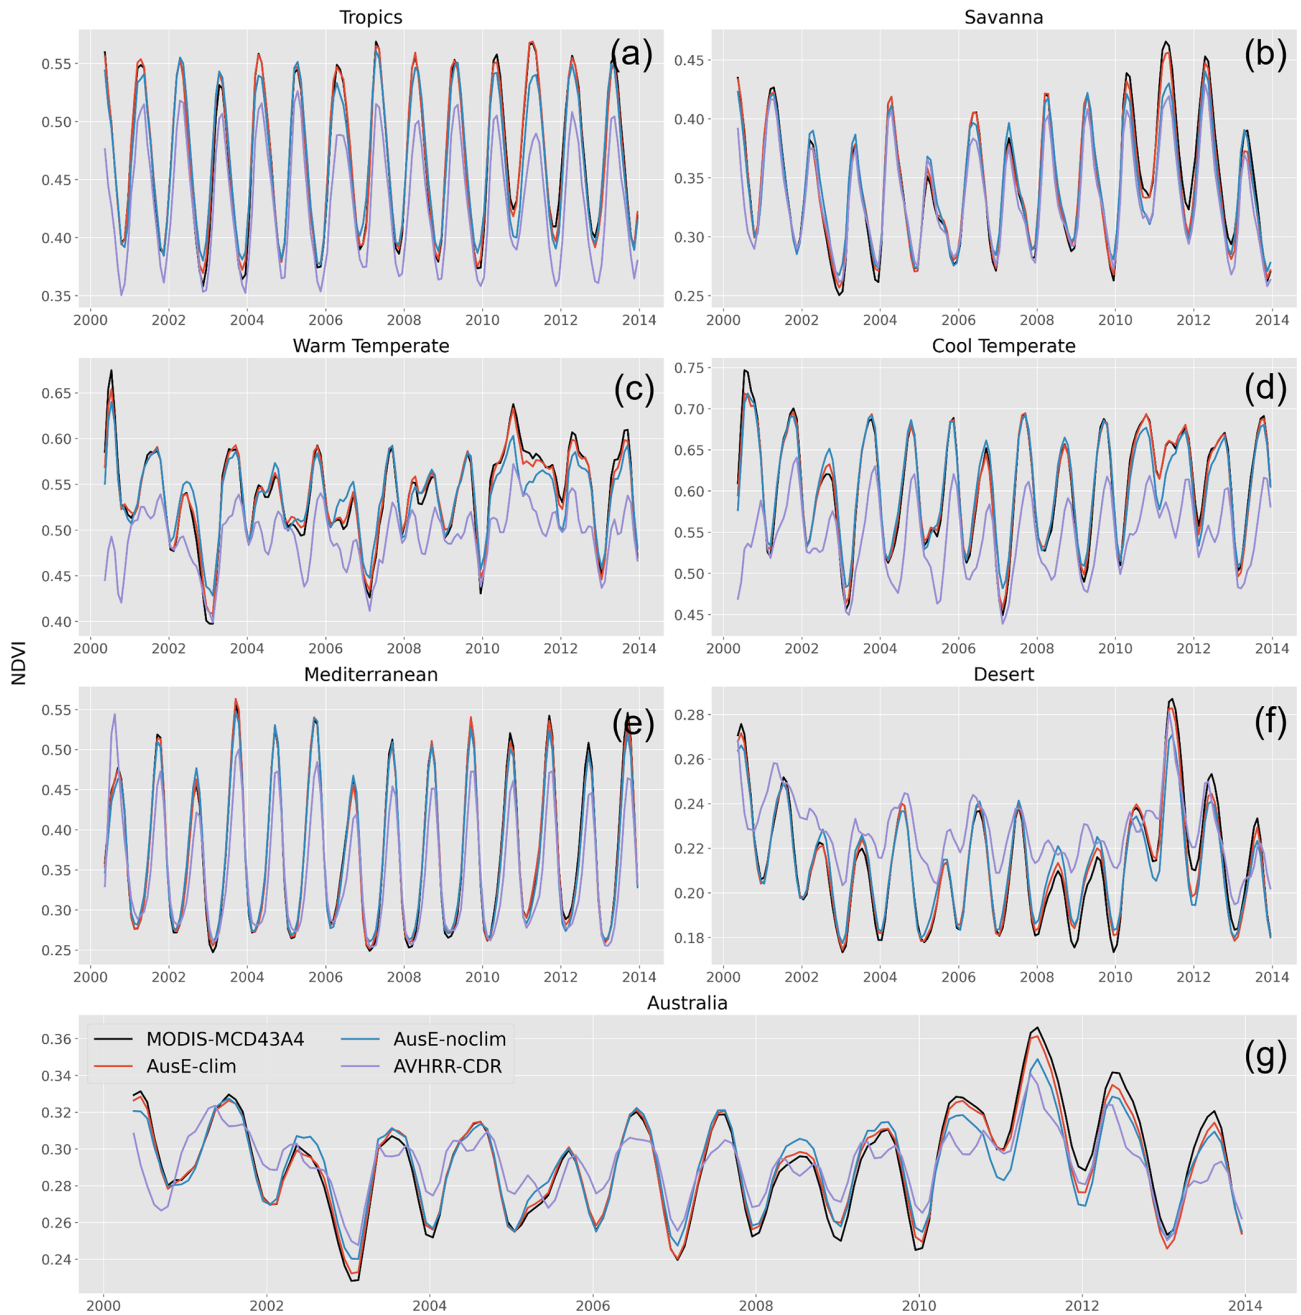 Tropics
(a)
0.55
0.50
0.45
0.40
0.35
2000 2002 2004 2006 2008 2010 2012 2014
Savanna
(b)
0.45
0.40
0.35
0.30
0.25
2000 2002 2004 2006 2008 2010 2012 2014
Warm Temperate
(c)
0.65
0.60
0.55
0.50
0.45
0.40
2000 2002 2004 2006 2008 2010 2012 2014
Cool Temperate
(d)
0.75
0.70
0.65
0.60
0.55
0.50
0.45
2000 2002 2004 2006 2008 2010 2012 2014
NDVI
Mediterranean
(e)
0.55
0.50
0.45
0.40
0.35
0.30
0.25
2000 2002 2004 2006 2008 2010 2012 2014
Desert
(f)
0.28
0.26
0.24
0.22
0.20
0.18
2000 2002 2004 2006 2008 2010 2012 2014
Australia
MODIS-MCD43A4 AusE-noclim
AusE-clim AVHRR-CDR
(g)
0.36
0.34
0.32
0.30
0.28
0.26
0.24
2000 2002 2004 2006 2008 2010 2012 2014